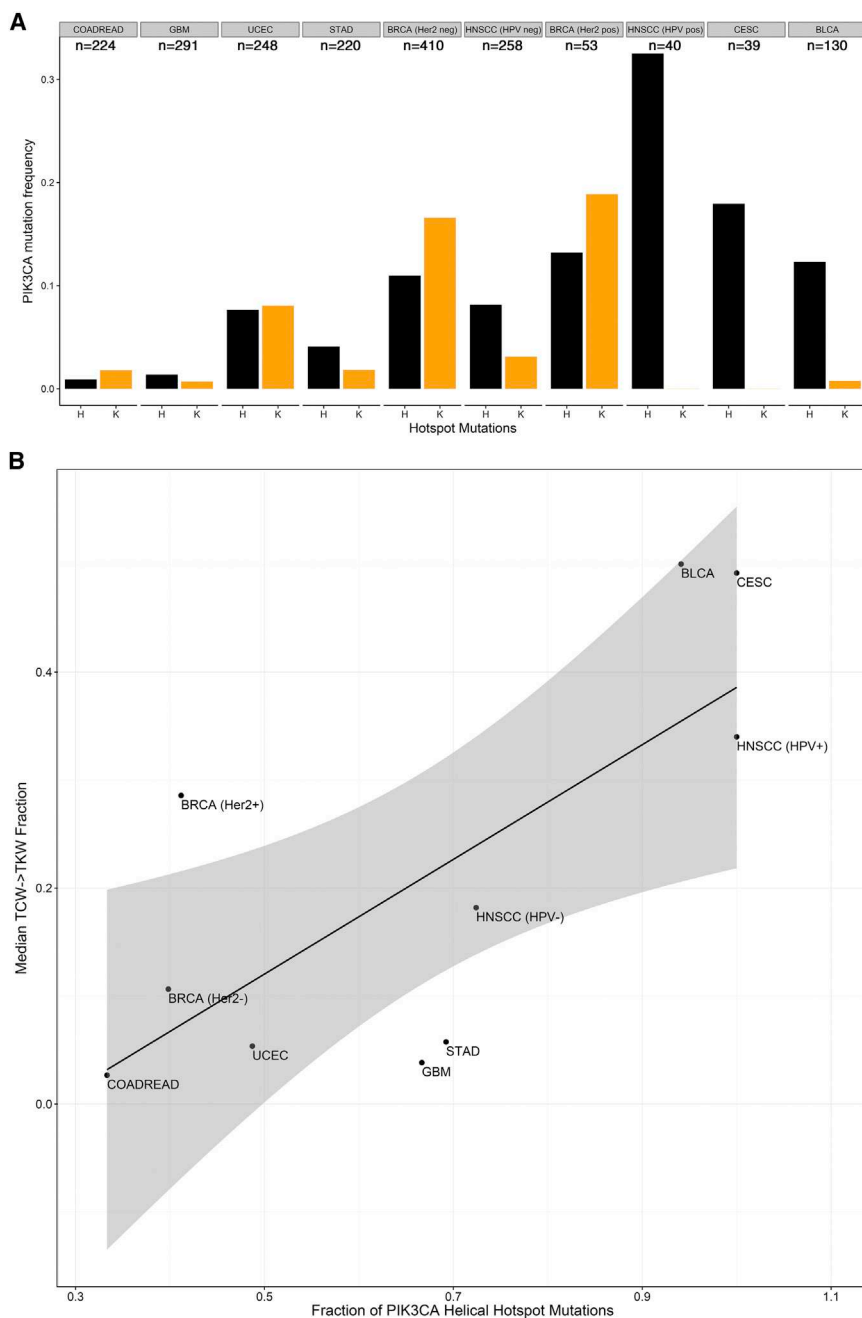 A
COADREAD GBM UCEC STAD BRCA (Her2 neg) HNSCC (HPV neg) BRCA (Her2 pos) HNSCC (HPV pos) CESC BLCA
n=224 n=291 n=248 n=220 n=410 n=258 n=53 n=40 n=39 n=130
PIK3CA mutation frequency
0.3
0.2
0.1
0.0
H K H K H K H K H K H K H K H K H K H K
Hotspot Mutations
B
Median TCW->TKW Fraction
0.4
0.2
0.0
BLCA
CESC
HNSCC (HPV+)
BRCA (Her2+)
HNSCC (HPV-)
BRCA (Her2-)
UCEC
STAD
GBM
COADREAD
0.3 0.5 0.7 0.9 1.1
Fraction of PIK3CA Helical Hotspot Mutations